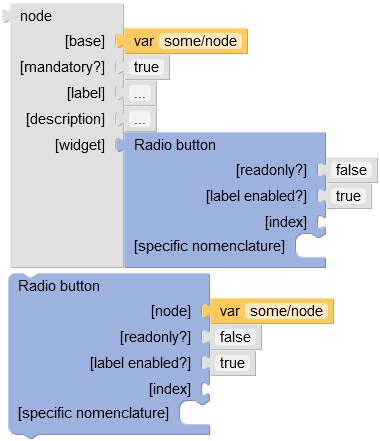 node
[base] var some/node
[mandatory?] true
[label] ...
[description] ...
[widget] Radio button
[readonly?] false
[label enabled?] true
[index]
[specific nomenclature]
Radio button
[node] var some/node
[readonly?] false
[label enabled?] true
[index]
[specific nomenclature]